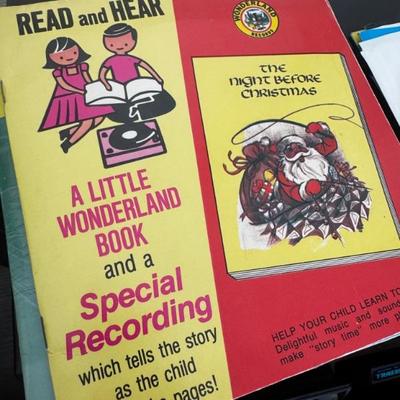 READ and HEAR
WONDERLAND
RECORDS
THE
NIGHT BEFORE
CHRISTMAS
A LITTLE
WONDERLAND
BOOK
and a
Special
Recording
which tells the story
as the child
pages!
HELP YOUR CHILD LEARN TO
Delightful music and sound
make "story time" more